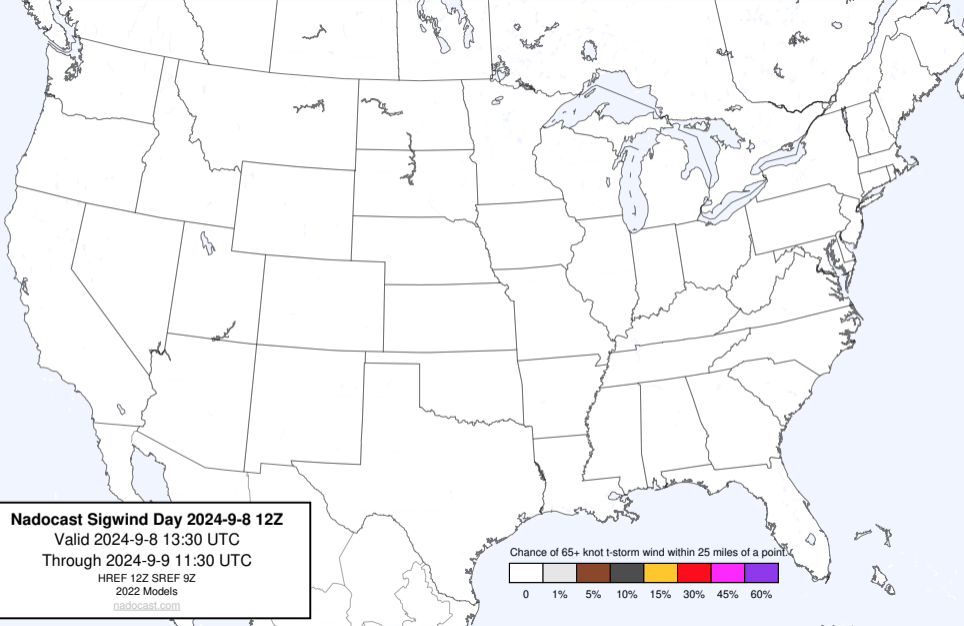 Nadocast Sigwind Day 2024-9-8 12Z
Valid 2024-9-8 13:30 UTC
Through 2024-9-9 11:30 UTC
HREF 12Z SREF 9Z
2022 Models
nadocast.com
Chance of 65+ knot t-storm wind within 25 miles of a point.
0 1% 5% 10% 15% 30% 45% 60%